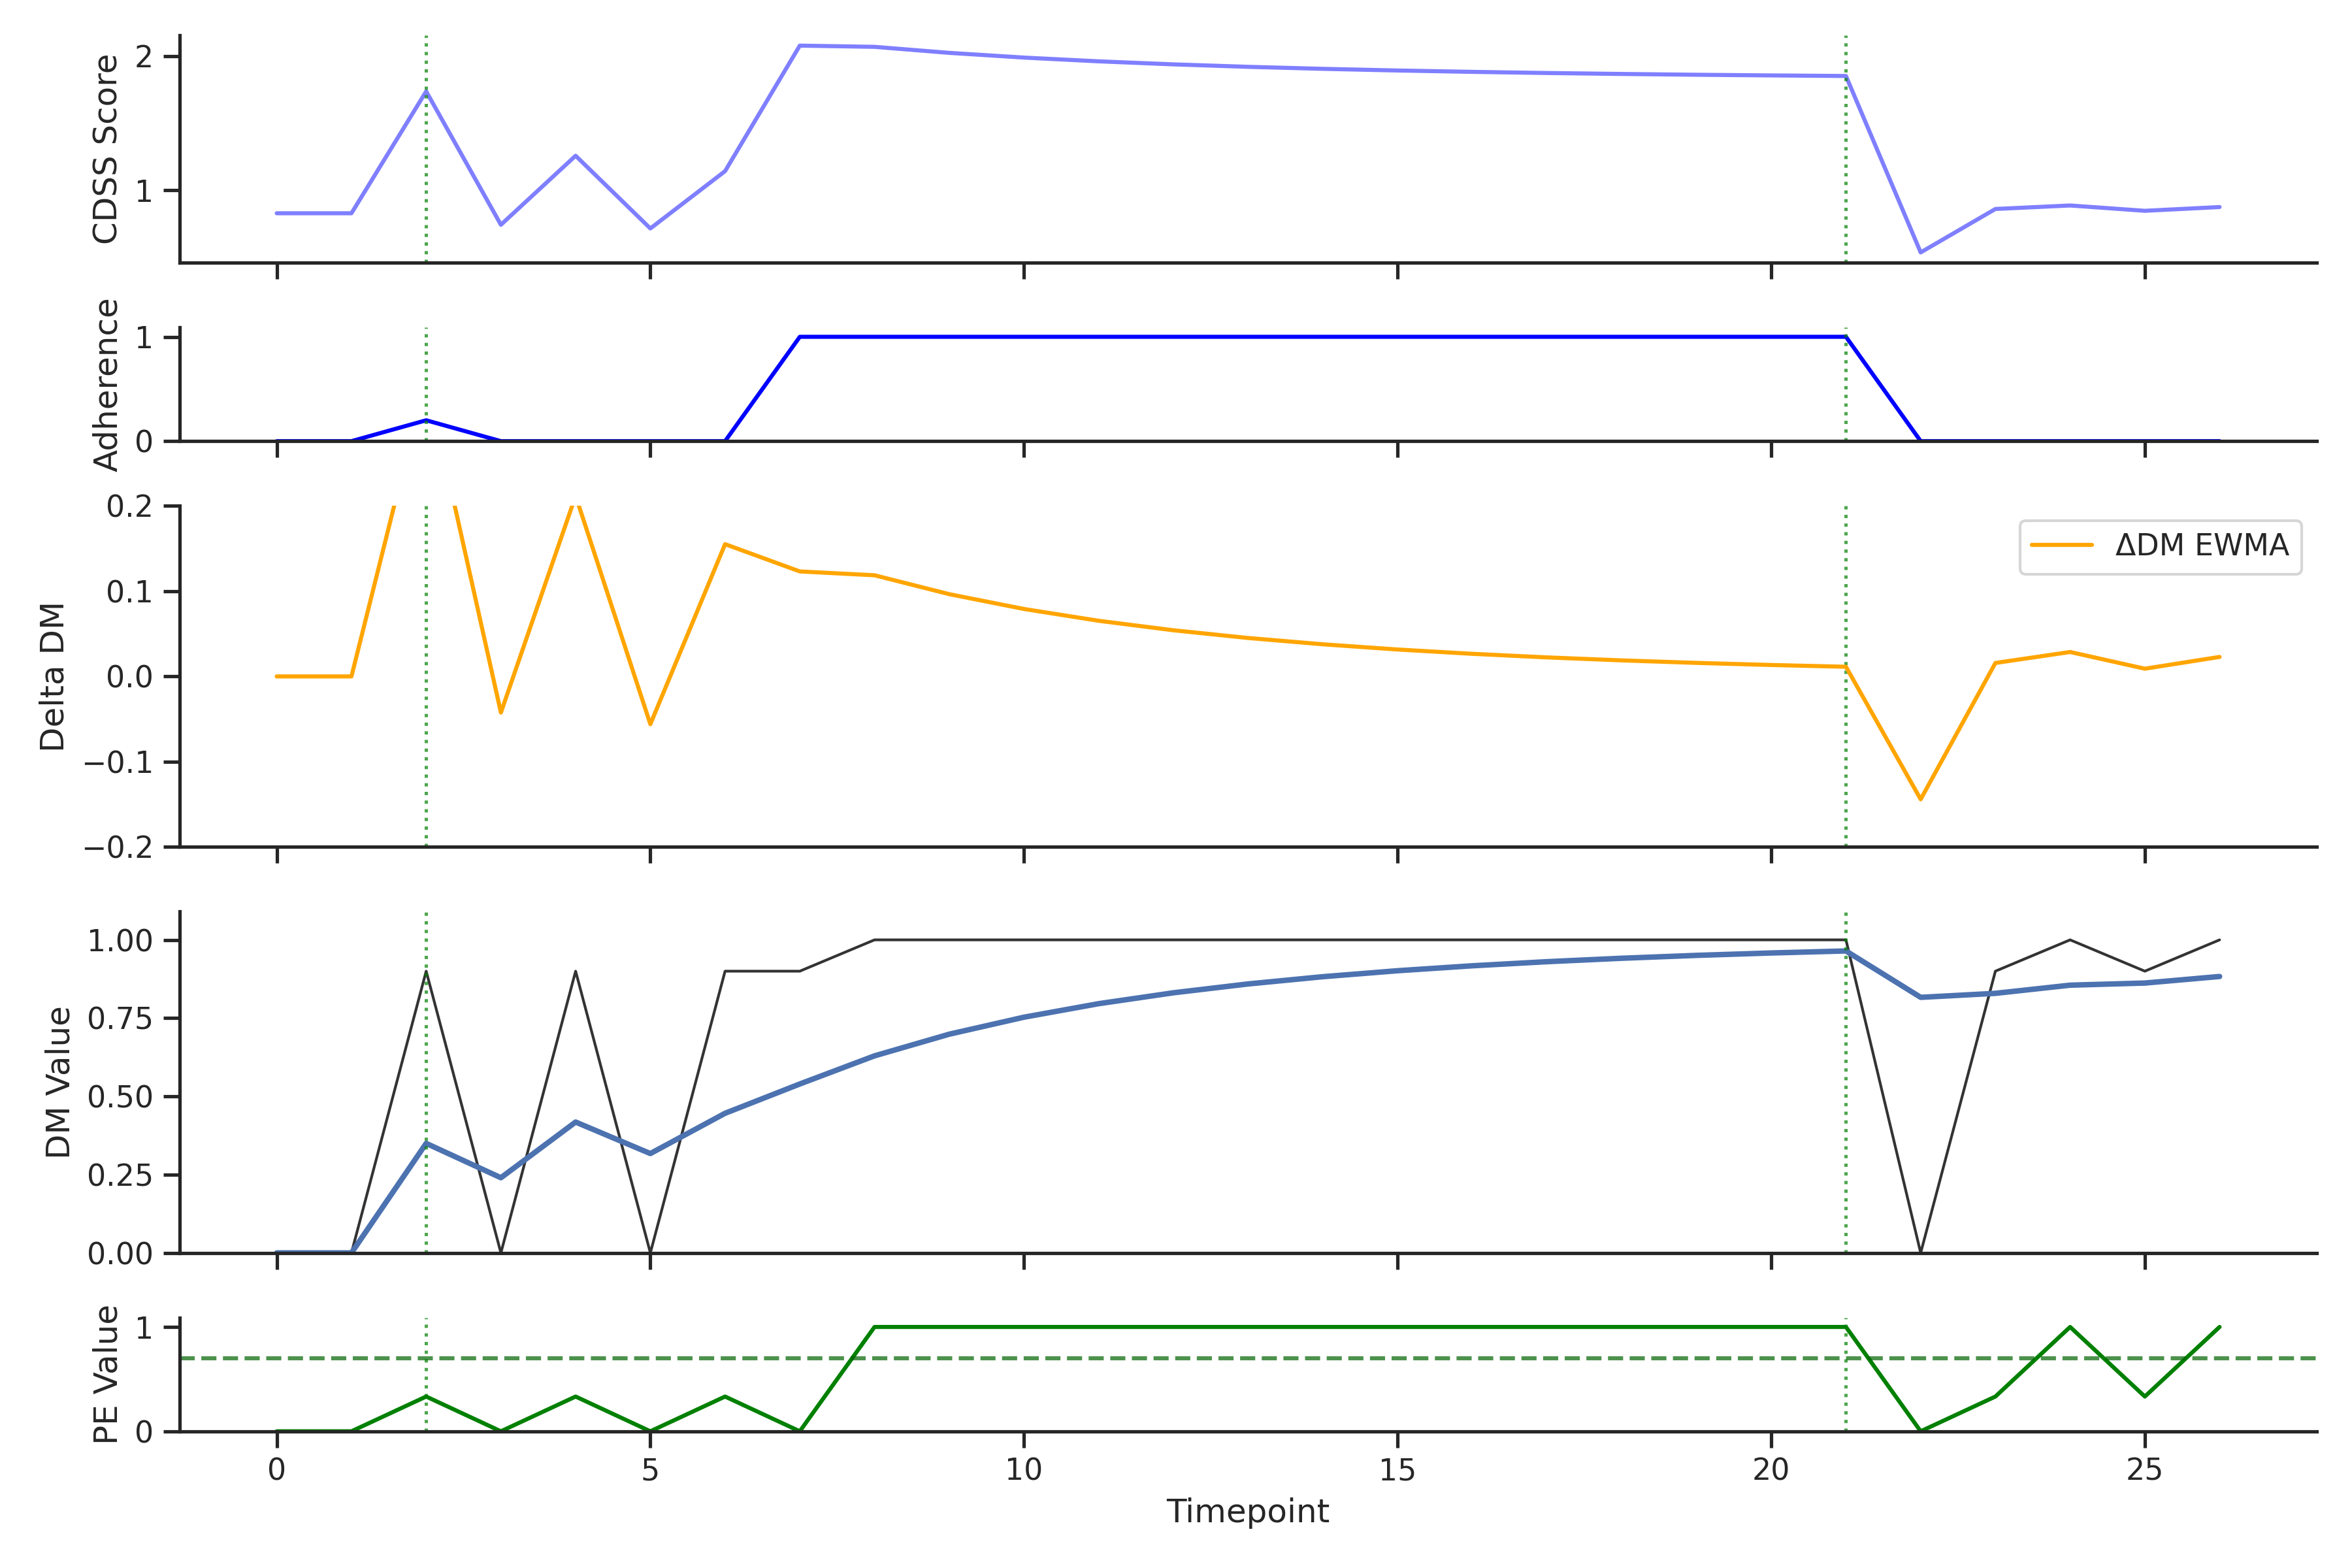 CDSS Score
2
1
Adherence
1
0
Delta DM
0.2
0.1
0.0
−0.1
−0.2
ΔDM EWMA
DM Value
1.00
0.75
0.50
0.25
0.00
PE Value
1
0
0 5 10 15 20 25
Timepoint